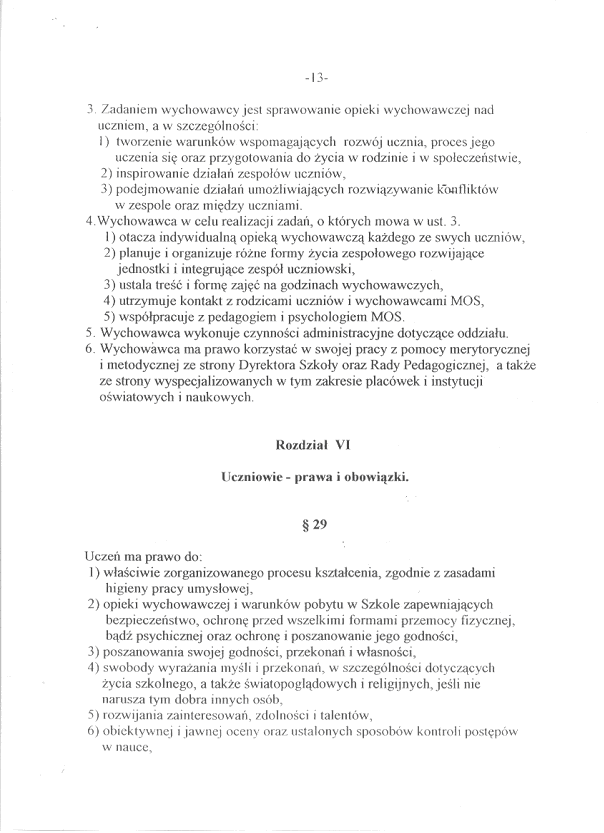 -13-
3. Zadaniem wychowawcy jest sprawowanie opieki wychowawczej nad
uczniem, a w szczególności:
1) tworzenie warunków wspomagających rozwój ucznia, proces jego
uczenia się oraz przygotowania do życia w rodzinie i w społeczeństwie,
2) inspirowanie działań zespołów uczniów,
3) podejmowanie działań umożliwiających rozwiązywanie konfliktów
w zespole oraz między uczniami.
4.Wychowawca w celu realizacji zadań, o których mowa w ust. 3.
1) otacza indywidualną opieką wychowawczą każdego ze swych uczniów,
2) planuje i organizuje różne formy życia zespołowego rozwijające
jednostki i integrujące zespół uczniowski,
3) ustala treść i formę zajęć na godzinach wychowawczych,
4) utrzymuje kontakt z rodzicami uczniów i wychowawcami MOS,
5) współpracuje z pedagogiem i psychologiem MOS.
5. Wychowawca wykonuje czynności administracyjne dotyczące oddziału.
6. Wychowawca ma prawo korzystać w swojej pracy z pomocy merytorycznej
i metodycznej ze strony Dyrektora Szkoły oraz Rady Pedagogicznej, a także
ze strony wyspecjalizowanych w tym zakresie placówek i instytucji
oświatowych i naukowych.
Rozdział VI
Uczniowie - prawa i obowiązki.
§ 29
Uczeń ma prawo do:
1) właściwie zorganizowanego procesu kształcenia, zgodnie z zasadami
higieny pracy umysłowej,
2) opieki wychowawczej i warunków pobytu w Szkole zapewniających
bezpieczeństwo, ochronę przed wszelkimi formami przemocy fizycznej,
bądź psychicznej oraz ochronę i poszanowanie jego godności,
3) poszanowania swojej godności, przekonań i własności,
4) swobody wyrażania myśli i przekonań, w szczególności dotyczących
życia szkolnego, a także światopoglądowych i religijnych, jeśli nie
narusza tym dobra innych osób,
5) rozwijania zainteresowań, zdolności i talentów,
6) obiektywnej i jawnej oceny oraz ustalonych sposobów kontroli postępów
w nauce,